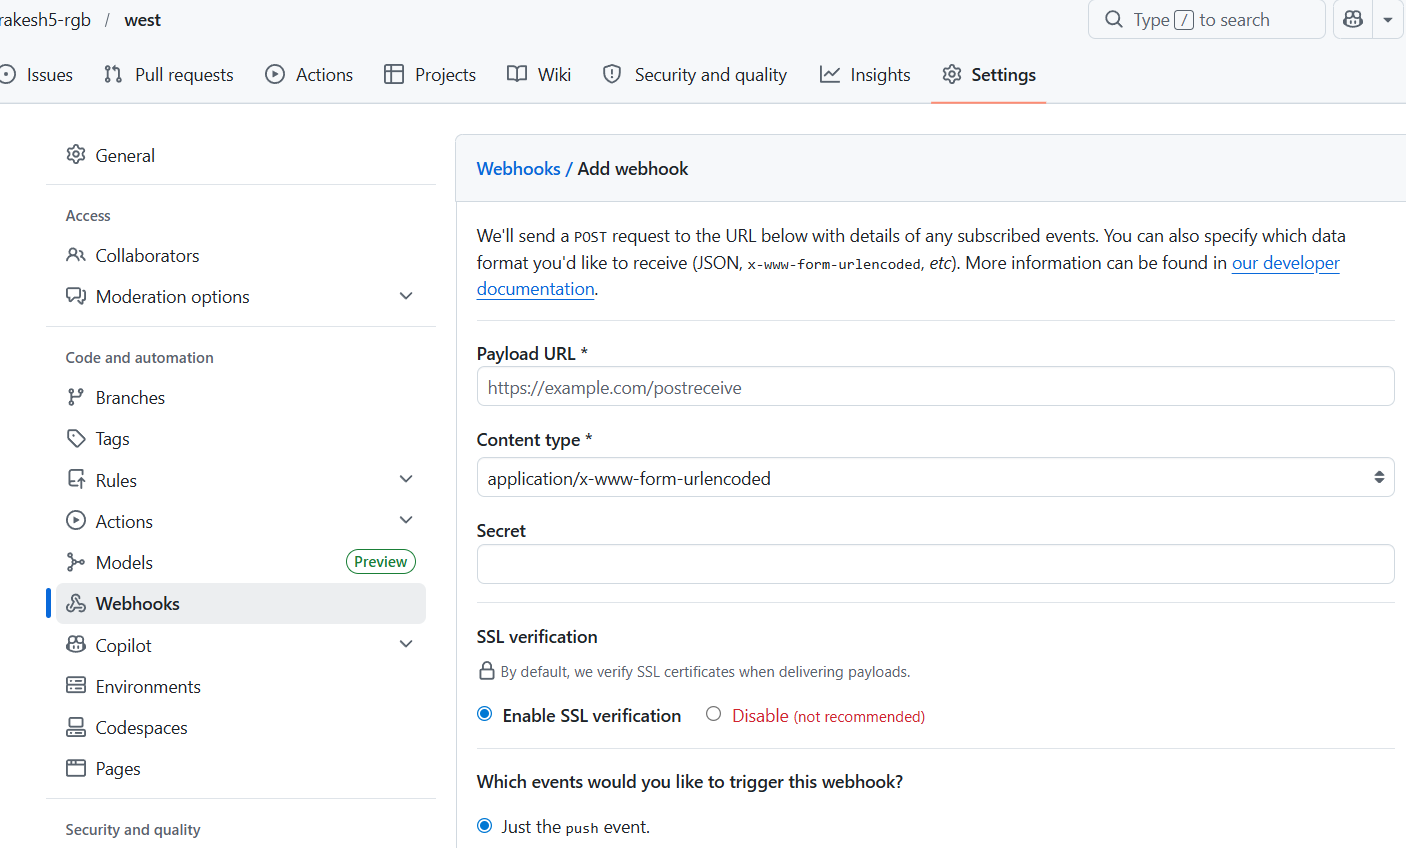 rakesh5-rgb / west
Type / to search
Issues Pull requests Actions Projects Wiki Security and quality Insights Settings
General
Access
Collaborators
Moderation options
Code and automation
Branches
Tags
Rules
Actions
Models Preview
Webhooks
Copilot
Environments
Codespaces
Pages
Security and quality
Webhooks / Add webhook
We'll send a POST request to the URL below with details of any subscribed events. You can also specify which data
format you'd like to receive (JSON, x-www-form-urlencoded, etc). More information can be found in our developer
documentation.
Payload URL *
https://example.com/postreceive
Content type *
application/x-www-form-urlencoded
Secret
SSL verification
By default, we verify SSL certificates when delivering payloads.
Enable SSL verification Disable (not recommended)
Which events would you like to trigger this webhook?
Just the push event.